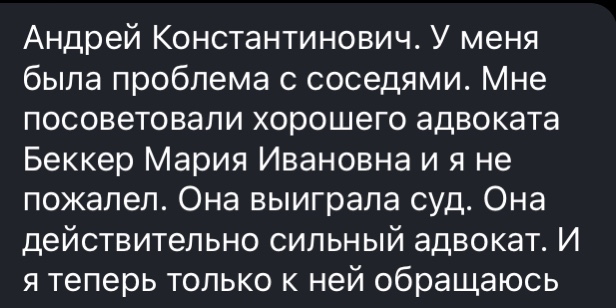 Андрей Константинович. У меня
была проблема с соседями. Мне
посоветовали хорошего адвоката
Беккер Мария Ивановна и я не
пожалел. Она выиграла суд. Она
действительно сильный адвокат. И
я теперь только к ней обращаюсь